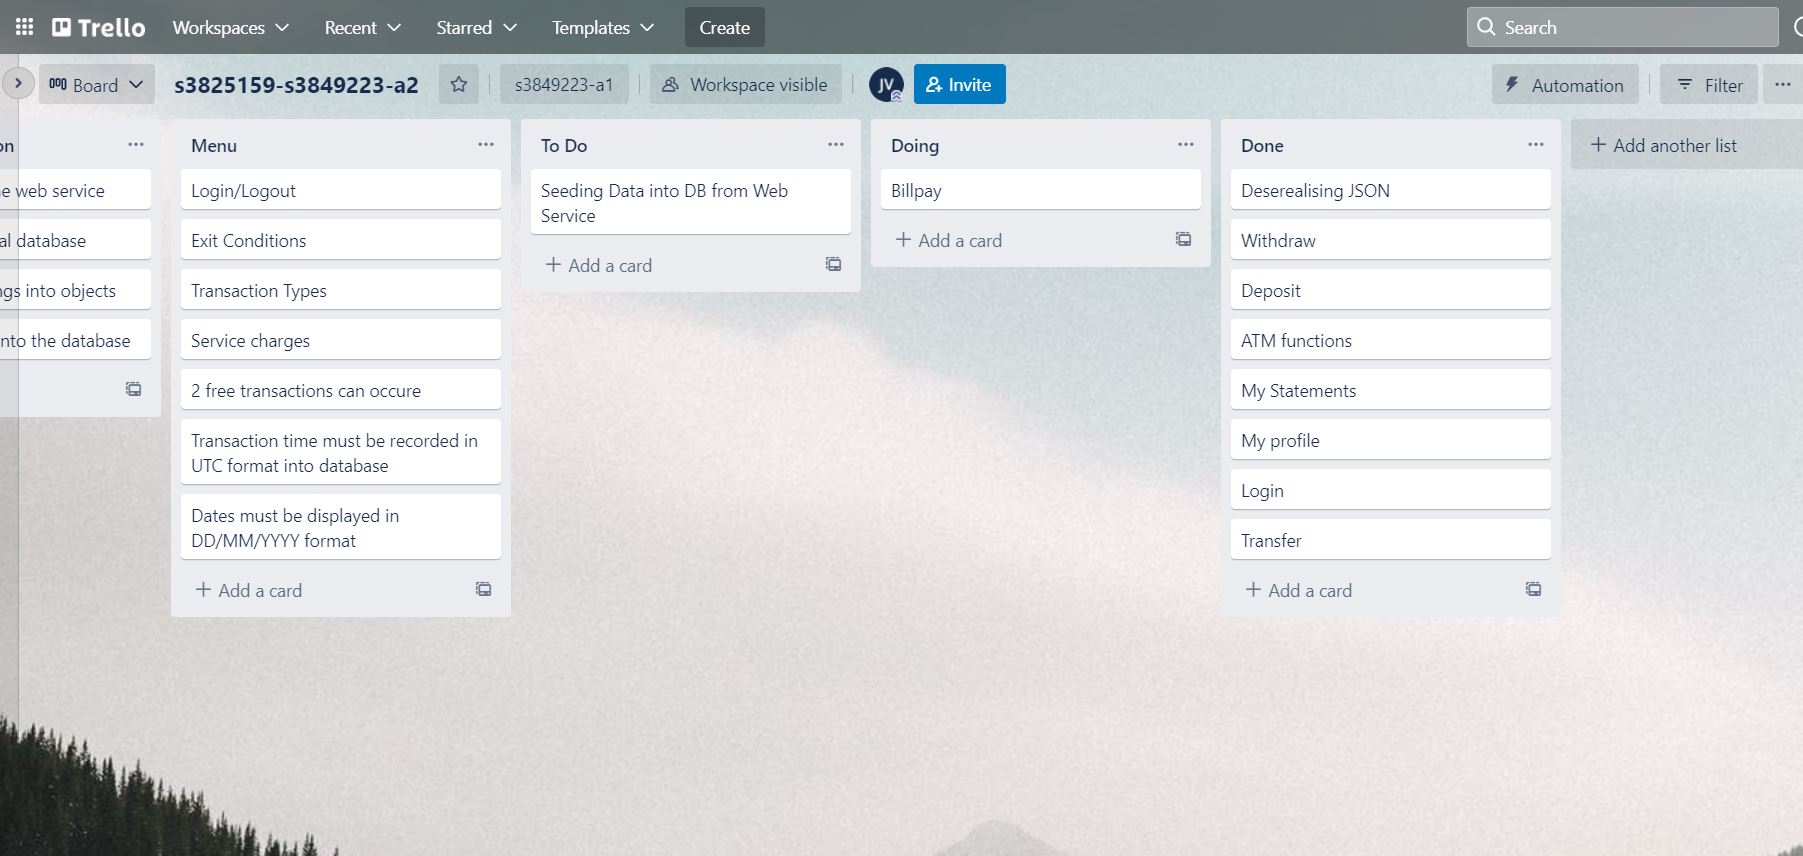 Trello
Workspaces
Recent
Starred
Templates
Create
Search
Board
s3825159-s3849223-a2
s3849223-a1
Workspace visible
JV
Invite
Automation
Filter
on
web service
al database
into objects
the database
Menu
Login/Logout
Exit Conditions
Transaction Types
Service charges
2 free transactions can occure
Transaction time must be recorded in
UTC format into database
Dates must be displayed in
DD/MM/YYYY format
+ Add a card
To Do
Seeding Data into DB from Web
Service
+ Add a card
Doing
Billpay
+ Add a card
Done
Deserealising JSON
Withdraw
Deposit
ATM functions
My Statements
My profile
Login
Transfer
+ Add a card
+ Add another list